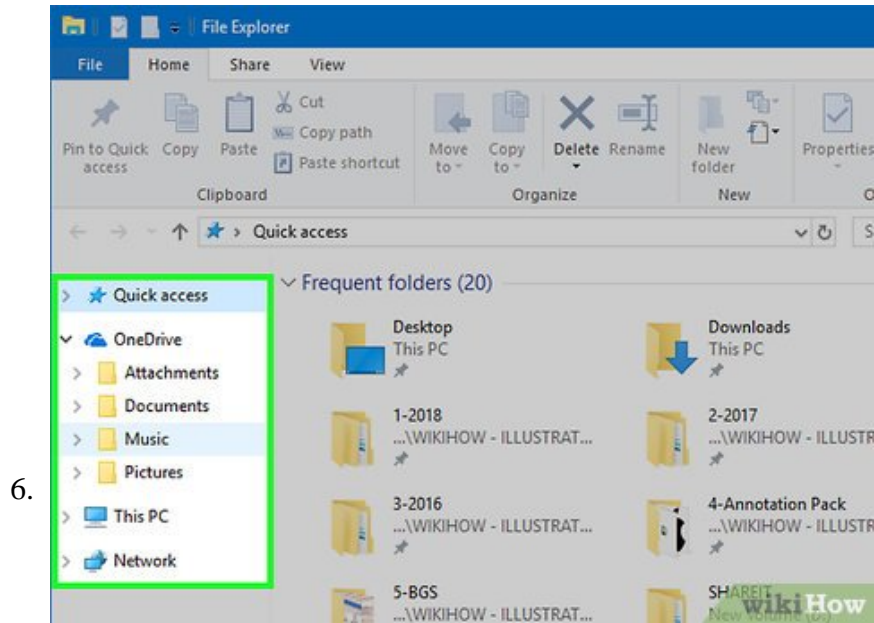 File Explorer
File Home Share View
Pin to Quick access
Copy
Paste
Cut
Copy path
Paste shortcut
Move to
Copy to
Delete
Rename
New folder
Properties
Clipboard Organize New
Quick access
Quick access
OneDrive
Attachments
Documents
Music
Pictures
This PC
Network
6.
Frequent folders (20)
Desktop
This PC
Downloads
This PC
1-2018
...\WIKIHOW - ILLUSTRAT...
2-2017
...\WIKIHOW - ILLUSTR
3-2016
...\WIKIHOW - ILLUSTRAT...
4-Annotation Pack
...\WIKIHOW - ILLUSTR
5-BGS
...\WIKIHOW - ILLUSTRAT...
SHAREIT
wikiHow